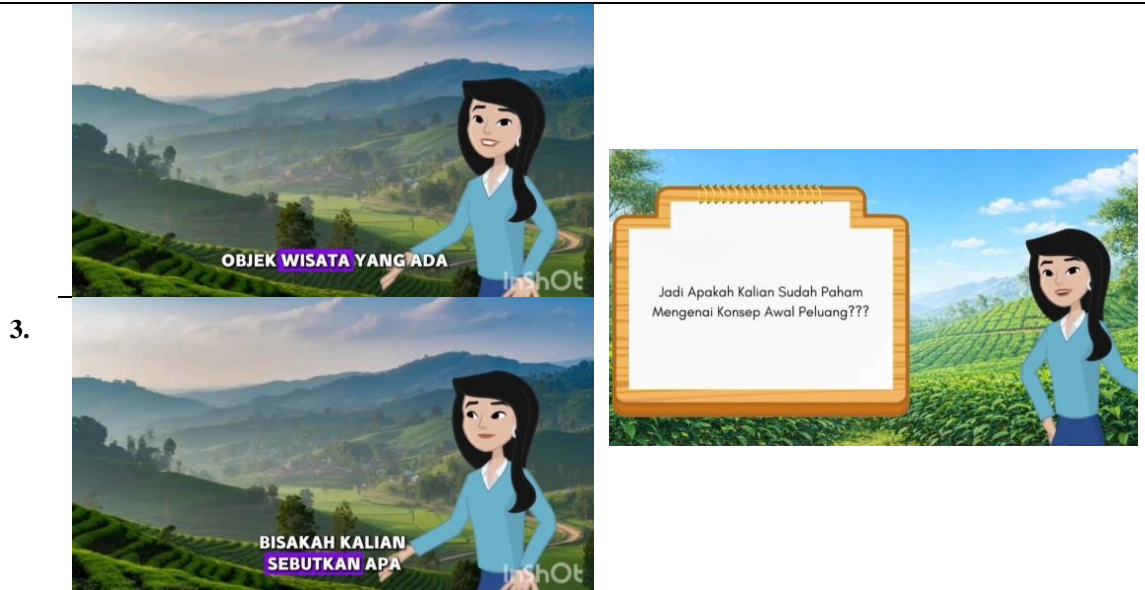 OBJEK WISATA YANG ADA
InShOt
3.
BISAKAH KALIAN
SEBUTKAN APA
InShOt
Jadi Apakah Kalian Sudah Paham
Mengenai Konsep Awal Peluang???